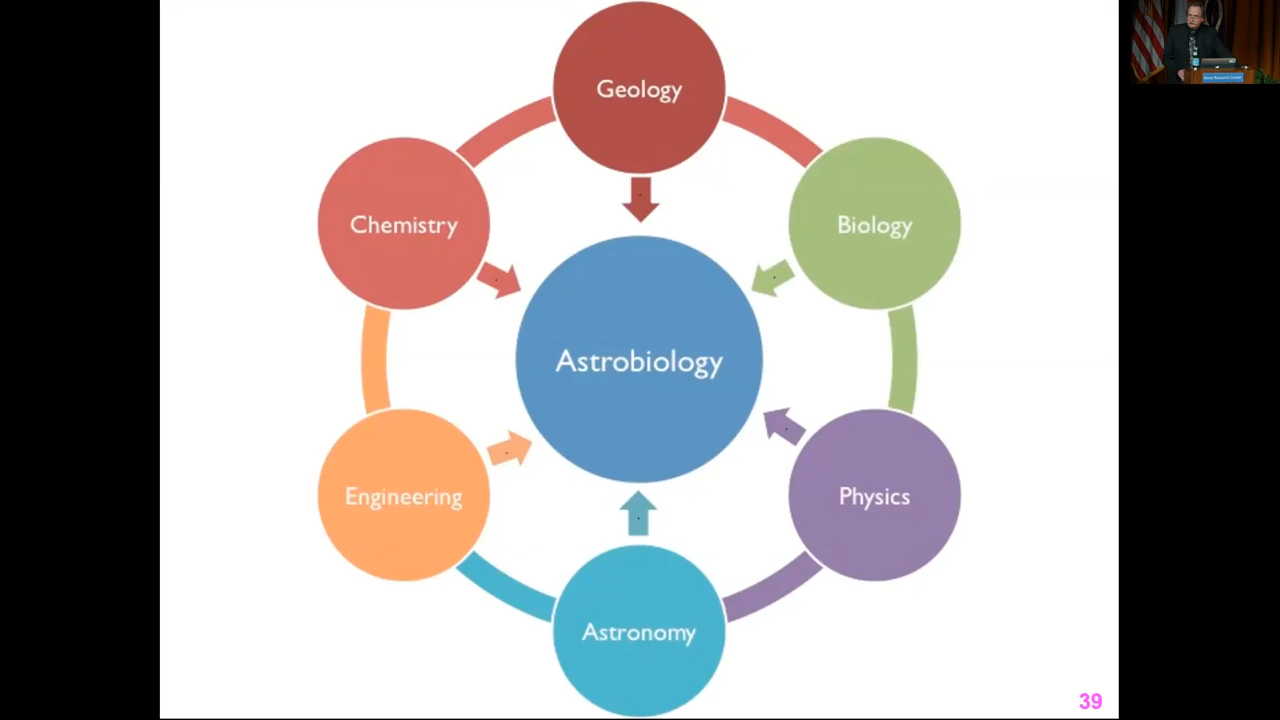 Geology
Chemistry
Biology
Astrobiology
Engineering
Physics
Astronomy
39